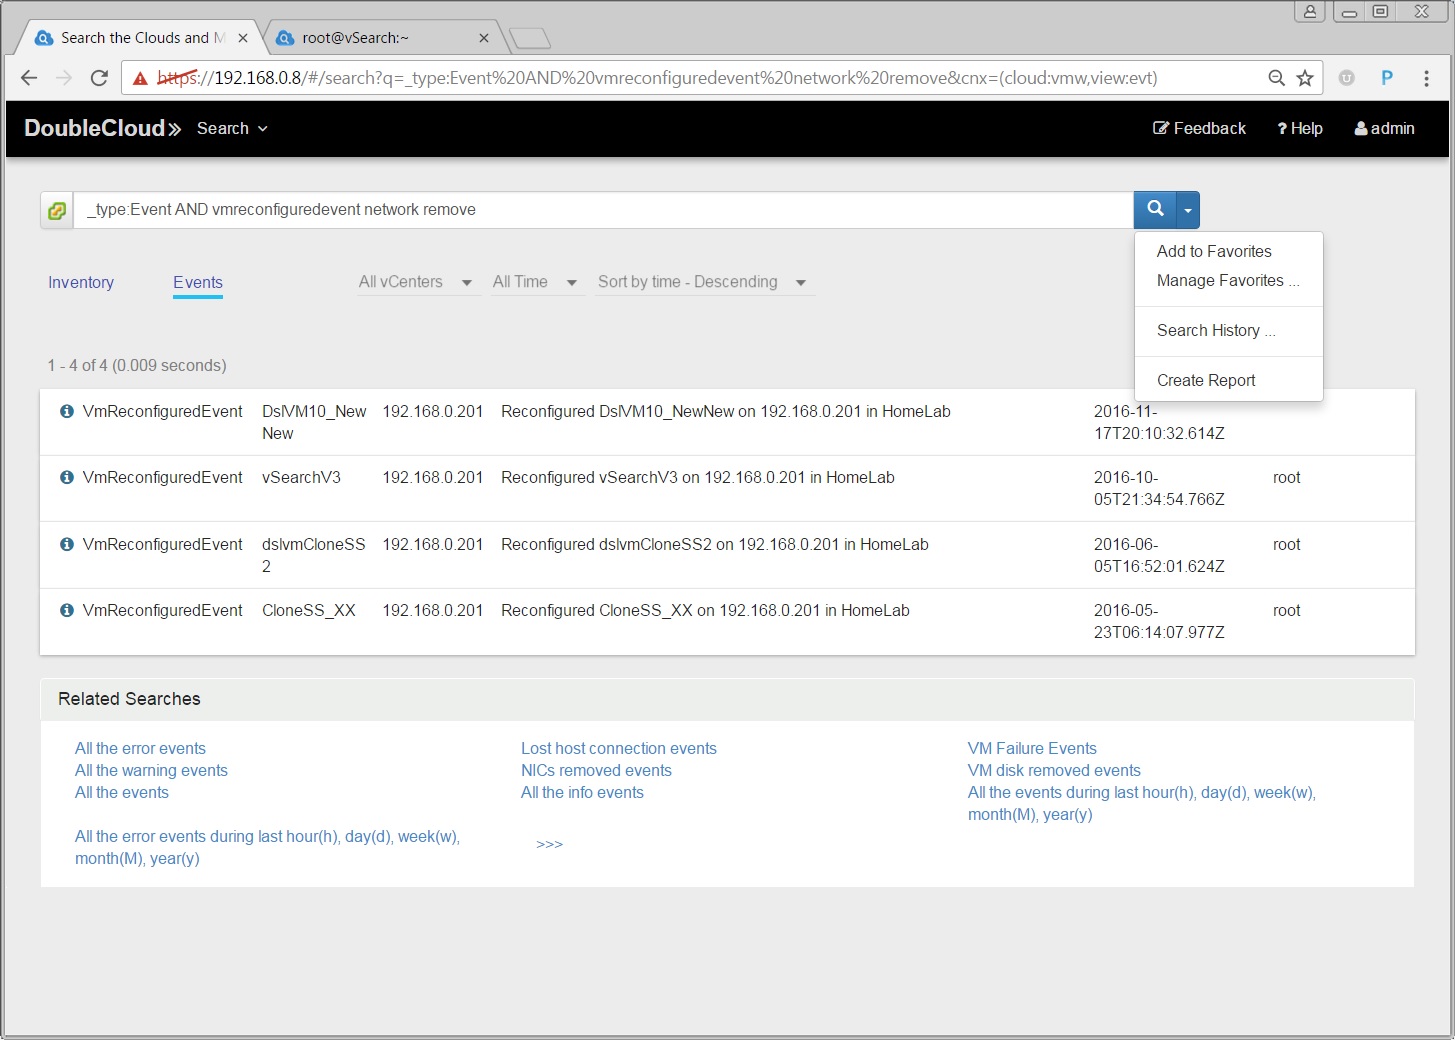 Search the Clouds and M
root@vSearch:~
https://192.168.0.8/#/search?q=_type:Event%20AND%20vmreconfiguredevent%20network%20remove&cnx=(cloud:vmw,view:evt)
P
DoubleCloud» Search
Feedback ? Help admin
_type:Event AND vmreconfiguredevent network remove
Add to Favorites
Manage Favorites ...
Search History ...
Create Report
Inventory Events All vCenters All Time Sort by time - Descending
1 - 4 of 4 (0.009 seconds)
VmReconfiguredEvent DslVM10_New 192.168.0.201 Reconfigured DslVM10_NewNew on 192.168.0.201 in HomeLab 2016-11-
New 17T20:10:32.614Z
VmReconfiguredEvent vSearchV3 192.168.0.201 Reconfigured vSearchV3 on 192.168.0.201 in HomeLab 2016-10- root
05T21:34:54.766Z
VmReconfiguredEvent dslvmCloneSS 192.168.0.201 Reconfigured dslvmCloneSS2 on 192.168.0.201 in HomeLab 2016-06- root
2 05T16:52:01.624Z
VmReconfiguredEvent CloneSS_XX 192.168.0.201 Reconfigured CloneSS_XX on 192.168.0.201 in HomeLab 2016-05- root
23T06:14:07.977Z
Related Searches
All the error events Lost host connection events VM Failure Events
All the warning events NICs removed events VM disk removed events
All the events All the info events All the events during last hour(h), day(d), week(w),
month(M), year(y)
All the error events during last hour(h), day(d), week(w), >>>
month(M), year(y)